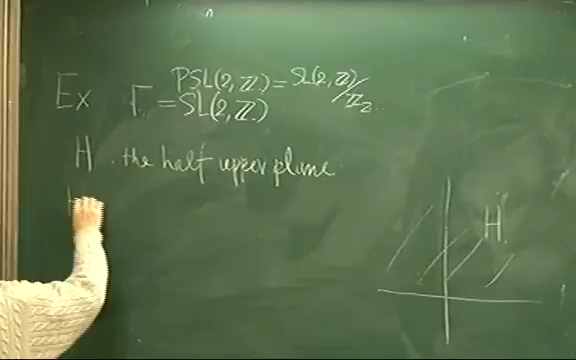 PSL(2, ℤ) = SL(2, ℤ)/ℤ₂
Ex Γ = SL(2, ℤ)
H . the half upper plane
H